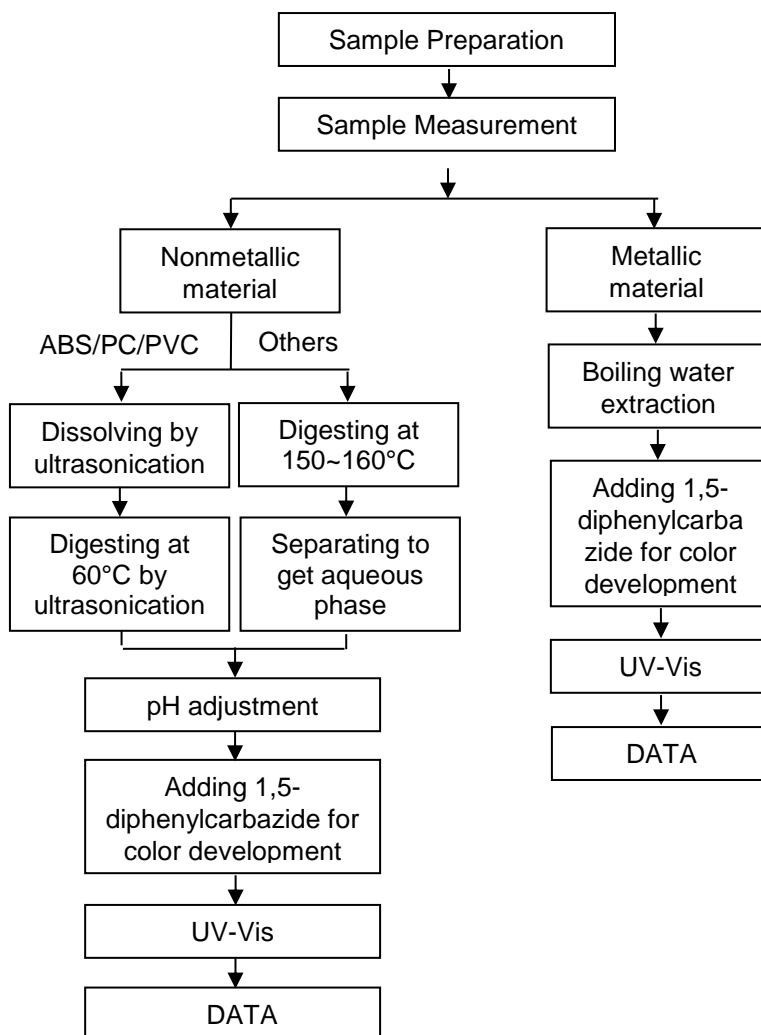 Sample Preparation
Sample Measurement
Nonmetallic
material
Metallic
material
ABS/PC/PVC
Others
Boiling water
extraction
Dissolving by
ultrasonication
Digesting at
150~160°C
Adding 1,5-
diphenylcarba
zide for color
development
Digesting at
60°C by
ultrasonication
Separating to
get aqueous
phase
UV-Vis
pH adjustment
DATA
Adding 1,5-
diphenylcarbazide for
color development
UV-Vis
DATA